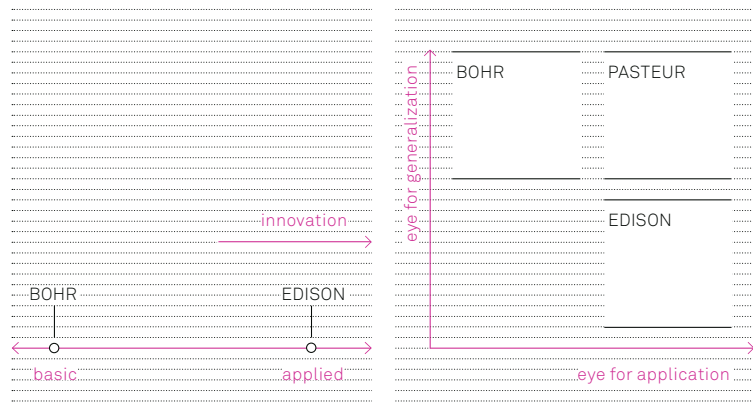 innovation
BOHR
EDISON
basic
applied
eye for generalization
BOHR
PASTEUR
EDISON
eye for application